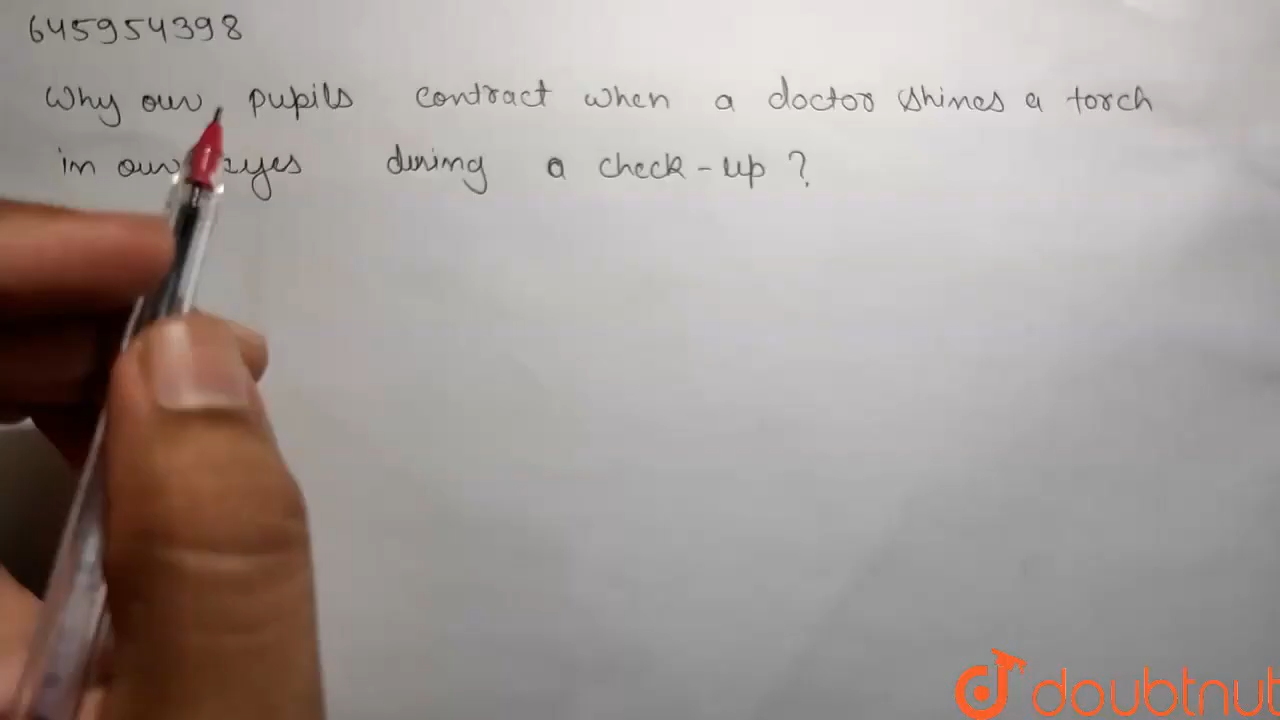 645954398
Why our pupils contract when a doctor shines a torch
in our eyes during a check-up?
doubtnut